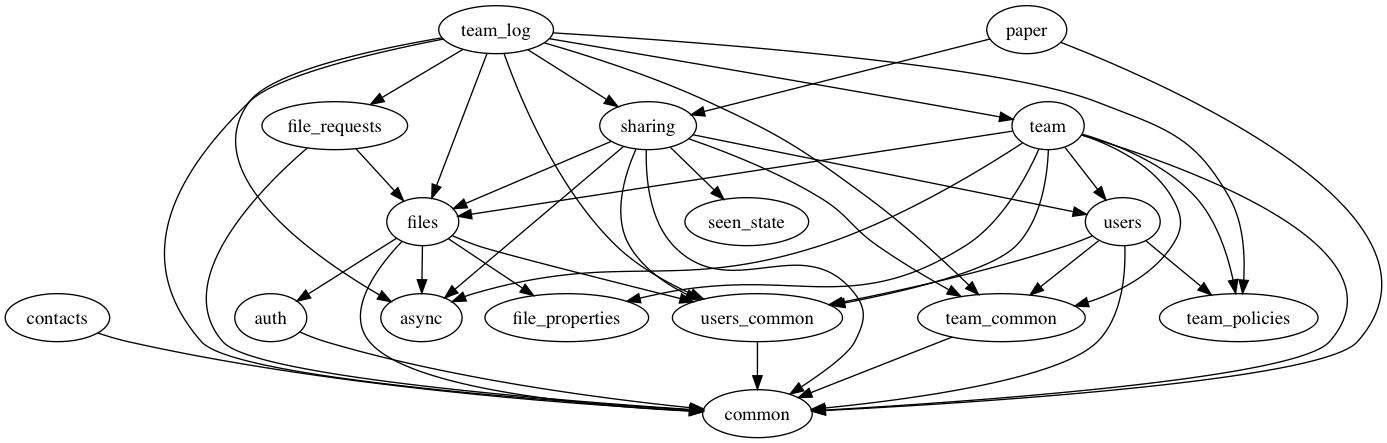 team_log
paper
file_requests
sharing
team
files
seen_state
users
contacts
auth
async
file_properties
users_common
team_common
team_policies
common